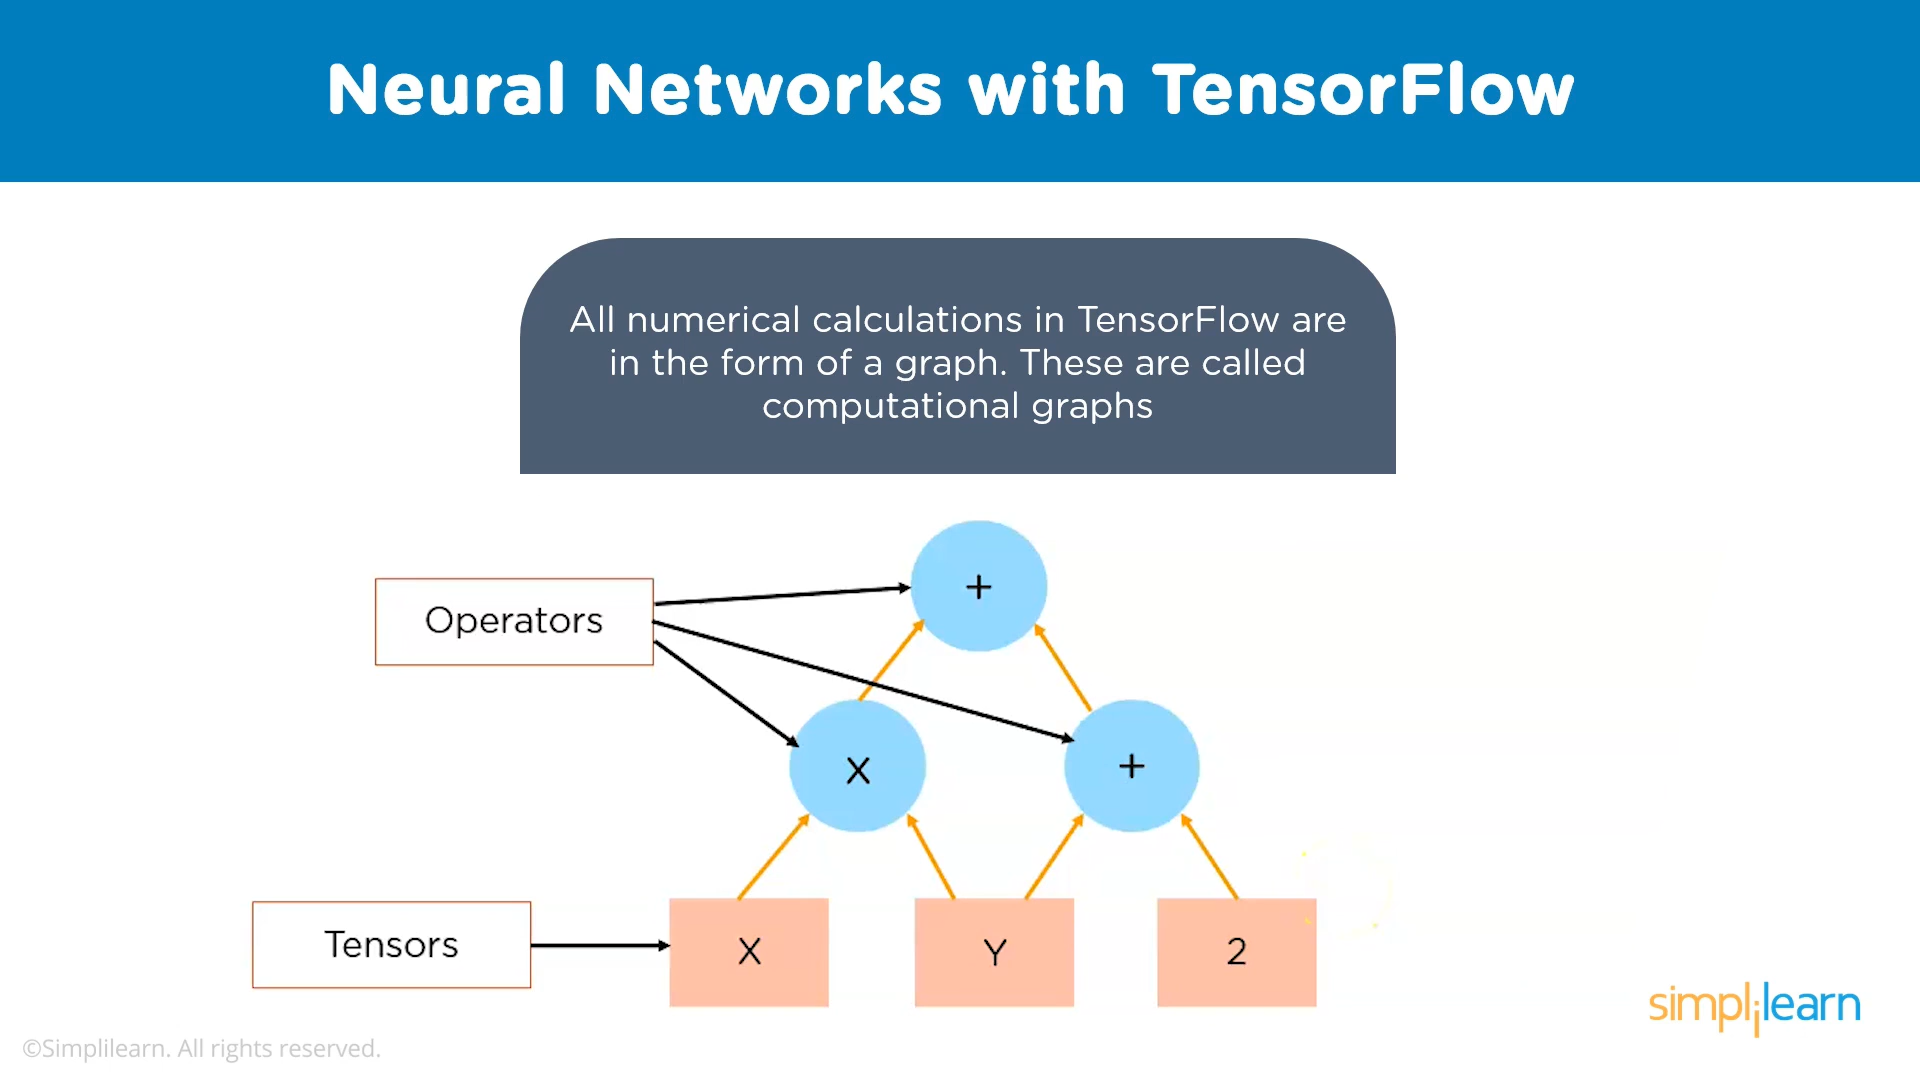 Neural Networks with TensorFlow
All numerical calculations in TensorFlow are
in the form of a graph. These are called
computational graphs
+
Operators
X
+
Tensors
X
Y
2
simplilearn
©Simplilearn. All rights reserved.